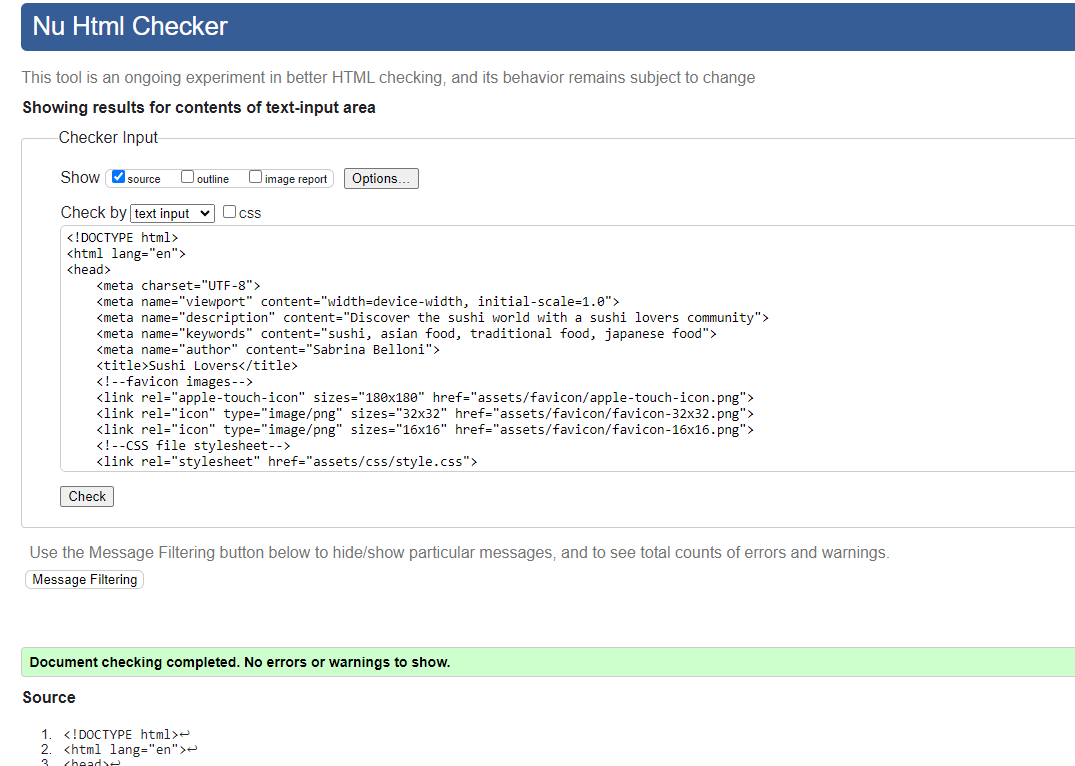 Nu Html Checker
This tool is an ongoing experiment in better HTML checking, and its behavior remains subject to change
Showing results for contents of text-input area
Checker Input
Show source outline image report Options...
Check by text input css
<!DOCTYPE html>
<html lang="en">
<head>
    <meta charset="UTF-8">
    <meta name="viewport" content="width=device-width, initial-scale=1.0">
    <meta name="description" content="Discover the sushi world with a sushi lovers community">
    <meta name="keywords" content="sushi, asian food, traditional food, japanese food">
    <meta name="author" content="Sabrina Belloni">
    <title>Sushi Lovers</title>
    <!--favicon images-->
    <link rel="apple-touch-icon" sizes="180x180" href="assets/favicon/apple-touch-icon.png">
    <link rel="icon" type="image/png" sizes="32x32" href="assets/favicon/favicon-32x32.png">
    <link rel="icon" type="image/png" sizes="16x16" href="assets/favicon/favicon-16x16.png">
    <!--CSS file stylesheet-->
    <link rel="stylesheet" href="assets/css/style.css">
Check
Use the Message Filtering button below to hide/show particular messages, and to see total counts of errors and warnings.
Message Filtering
Document checking completed. No errors or warnings to show.
Source
1. <!DOCTYPE html>↩
2. <html lang="en">↩
3. <head>↩